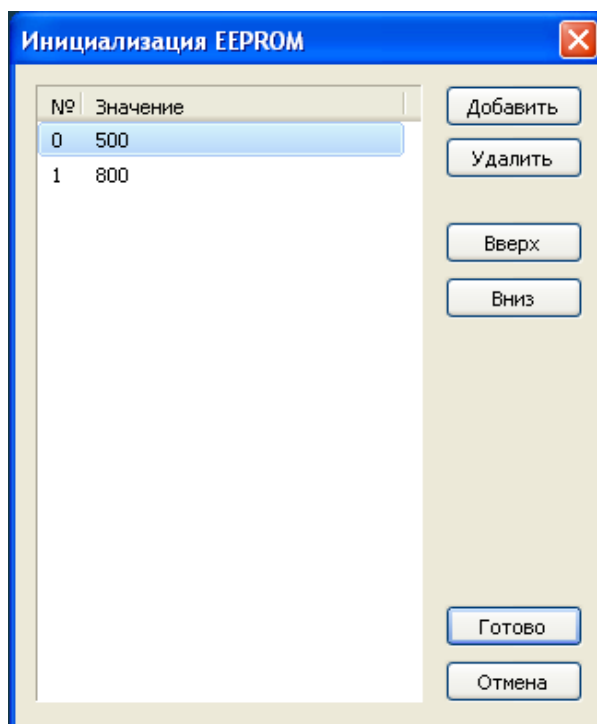 Инициализация EEPROM
№ Значение
0 500
1 800
Добавить
Удалить
Вверх
Вниз
Готово
Отмена